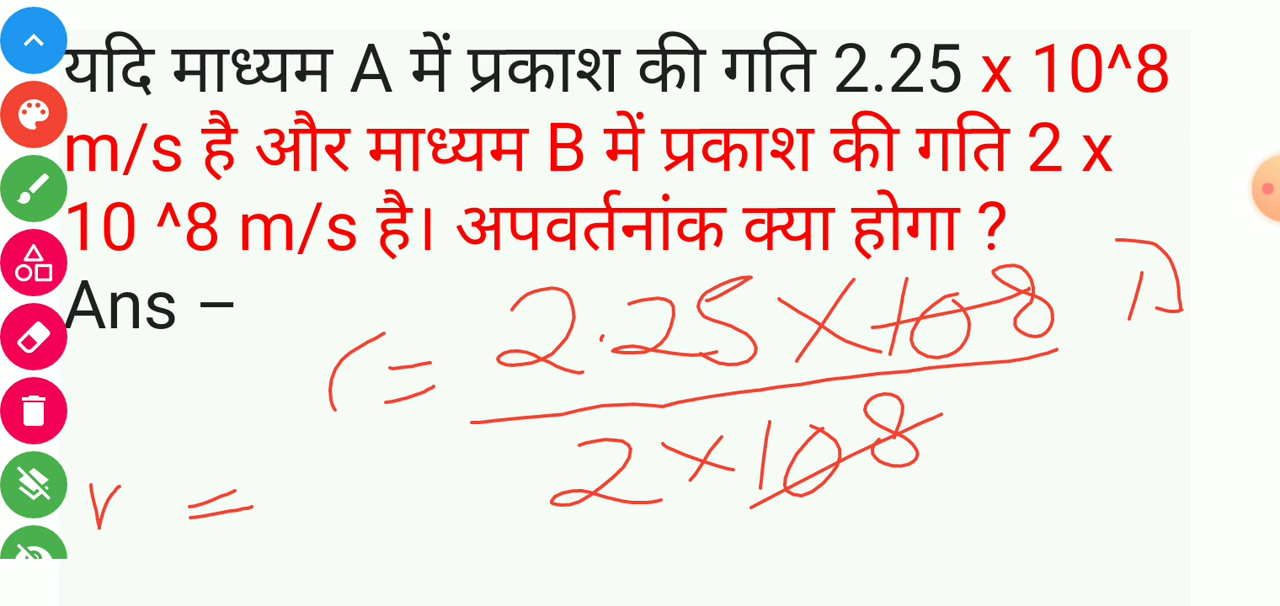 यदि माध्यम A में प्रकाश की गति 2.25 x 10^8
m/s है और माध्यम B में प्रकाश की गति 2 x
10 ^8 m/s है। अपवर्तनांक क्या होगा ?
Ans –
= 2.25 × 10 8
2 × 10 8
v =